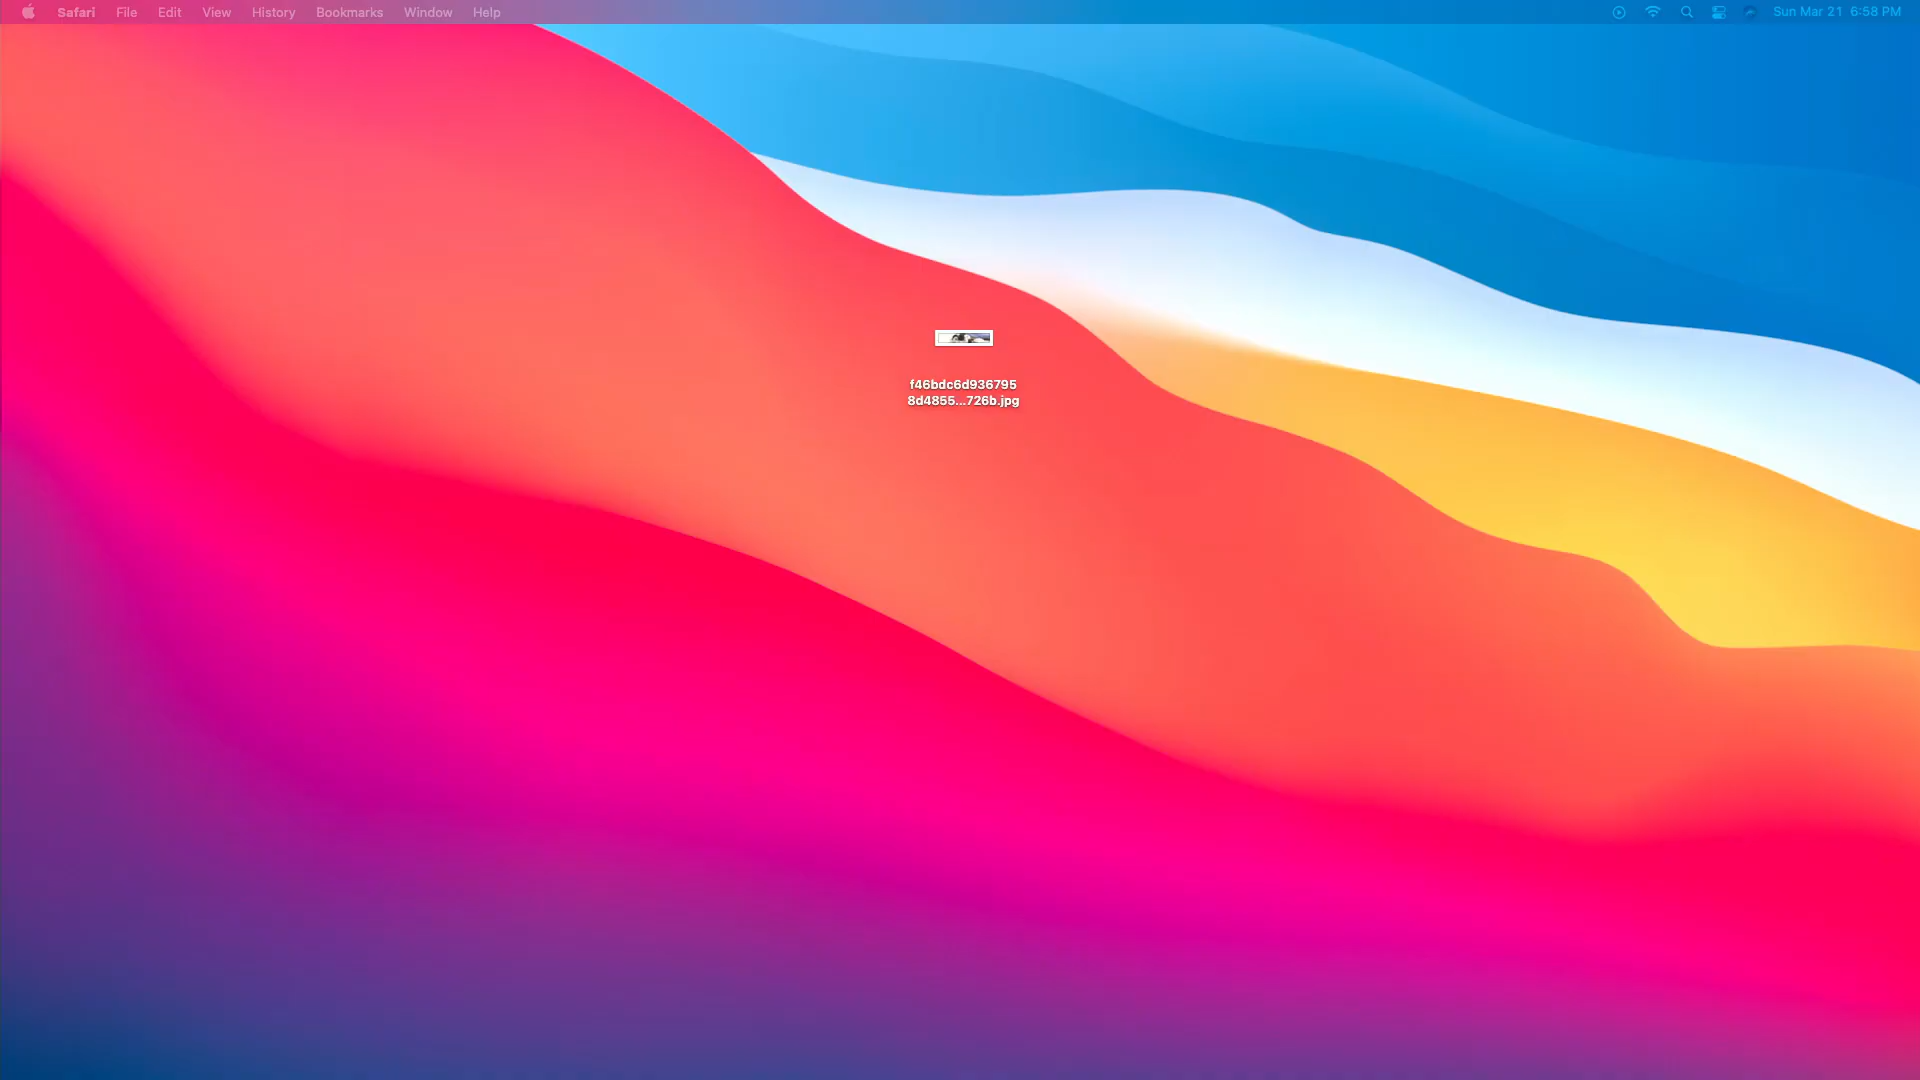 Safari File Edit View History Bookmarks Window Help Sun Mar 21 6:58 PM
f46bdc6d936795
8d4855...726b.jpg